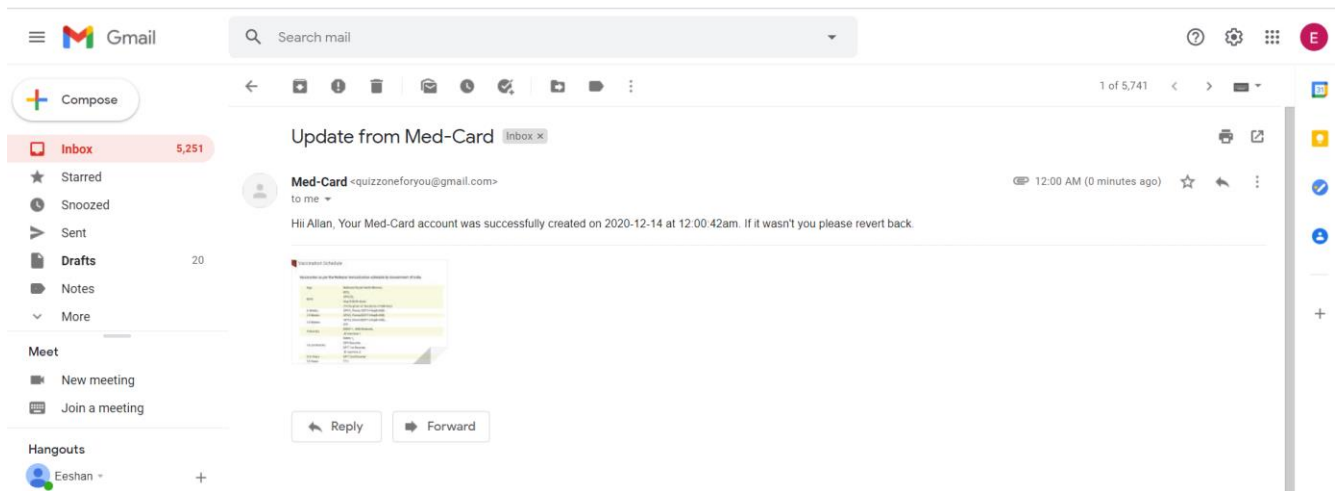 Gmail
Search mail
Compose
1 of 5,741
Inbox 5,251
Starred
Snoozed
Sent
Drafts 20
Notes
More
Meet
New meeting
Join a meeting
Hangouts
Eeshan
Update from Med-Card Inbox ×
Med-Card <quizzoneforyou@gmail.com> 12:00 AM (0 minutes ago)
to me
Hii Allan, Your Med-Card account was successfully created on 2020-12-14 at 12:00:42am. If it wasn't you please revert back.
Vaccination Schedule
Reply Forward
E
31